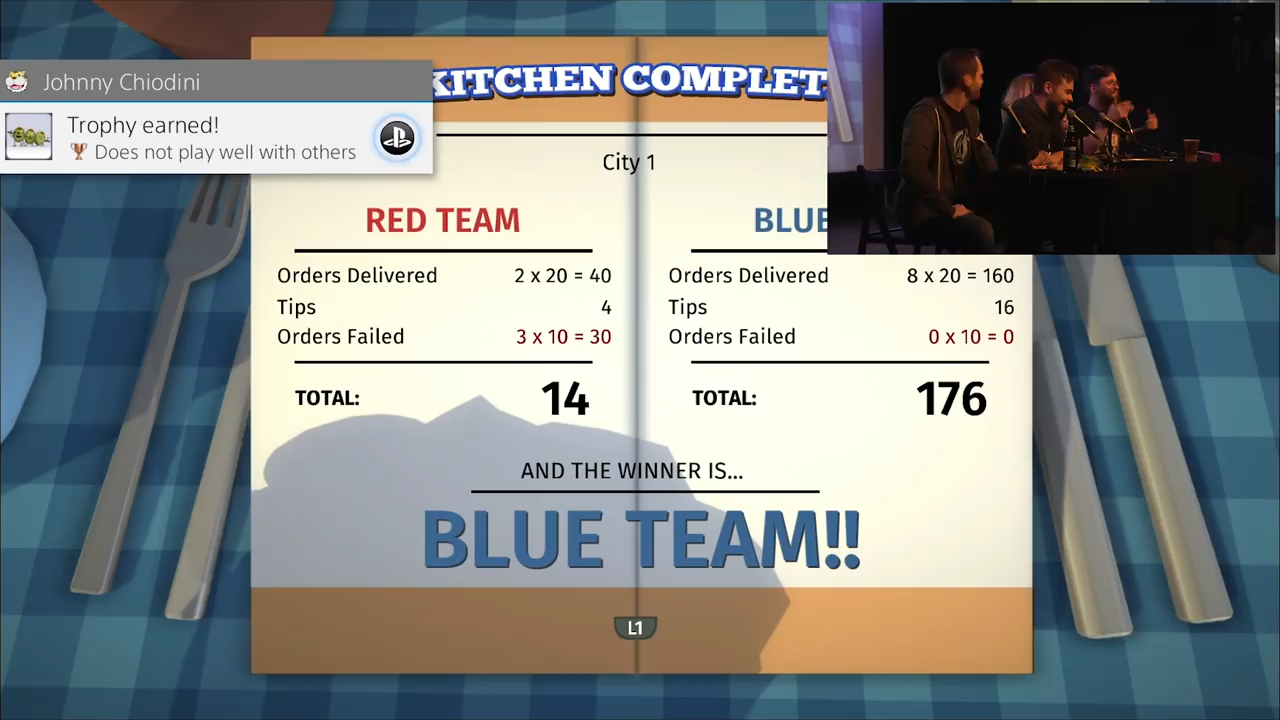 Johnny Chiodini
Trophy earned!
Does not play well with others
KITCHEN COMPLET
City 1
RED TEAM
Orders Delivered 2 x 20 = 40
Tips 4
Orders Failed 3 x 10 = 30
TOTAL: 14
BLUE
Orders Delivered 8 x 20 = 160
Tips 16
Orders Failed 0 x 10 = 0
TOTAL: 176
AND THE WINNER IS...
BLUE TEAM!!
L1